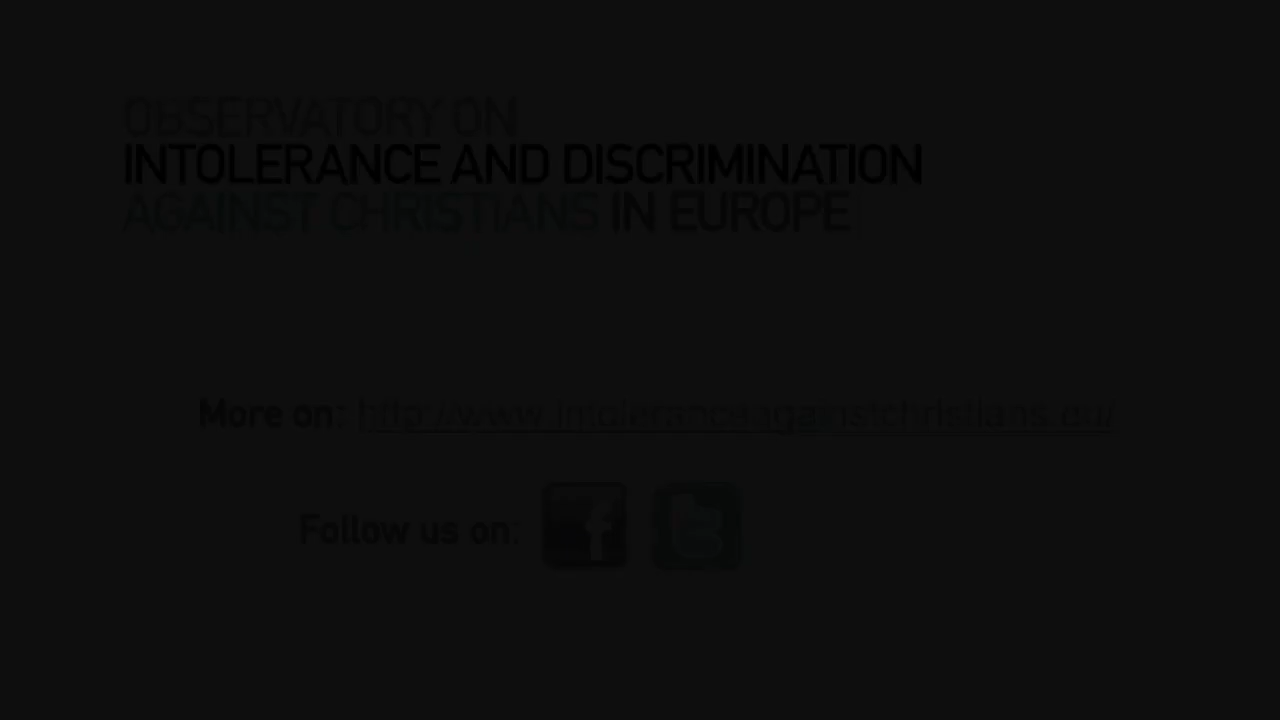 OBSERVATORY ON
INTOLERANCE AND DISCRIMINATION
AGAINST CHRISTIANS IN EUROPE
More on: http://www.intoleranceagainstchristians.eu/
Follow us on: